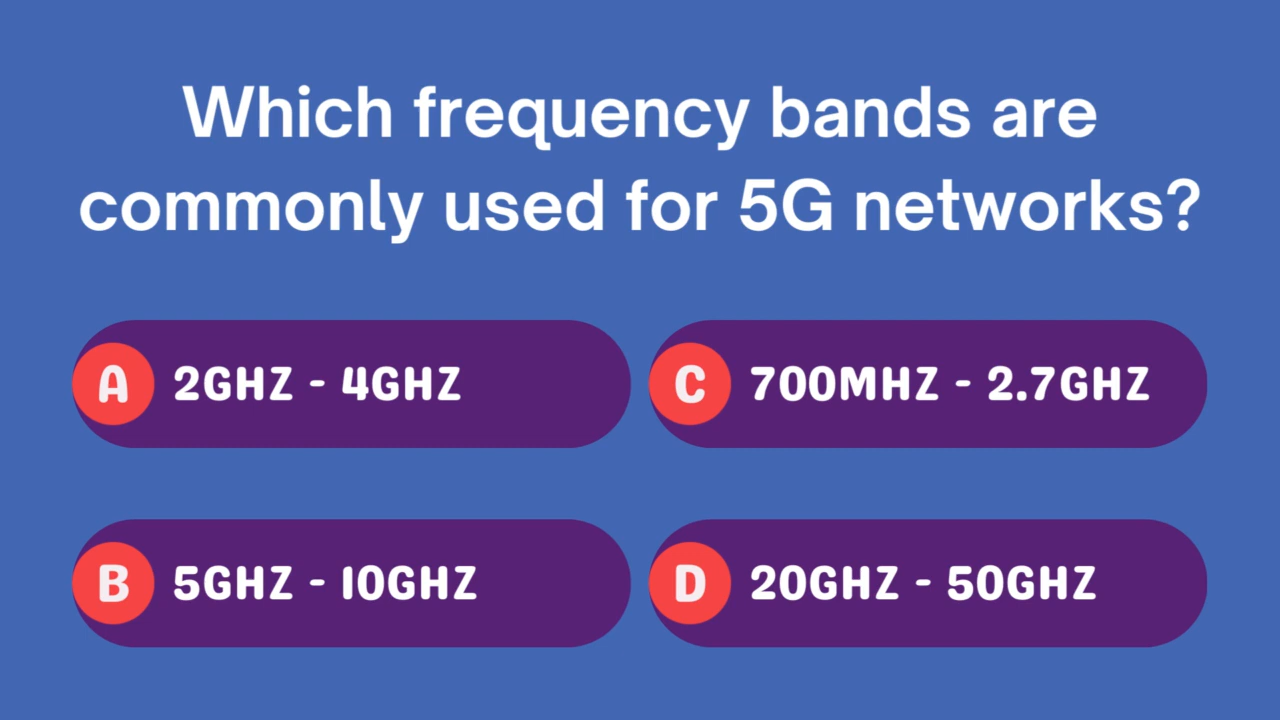 Which frequency bands are
commonly used for 5G networks?
A 2GHZ - 4GHZ
C 700MHZ - 2.7GHZ
B 5GHZ - 10GHZ
D 20GHZ - 50GHZ